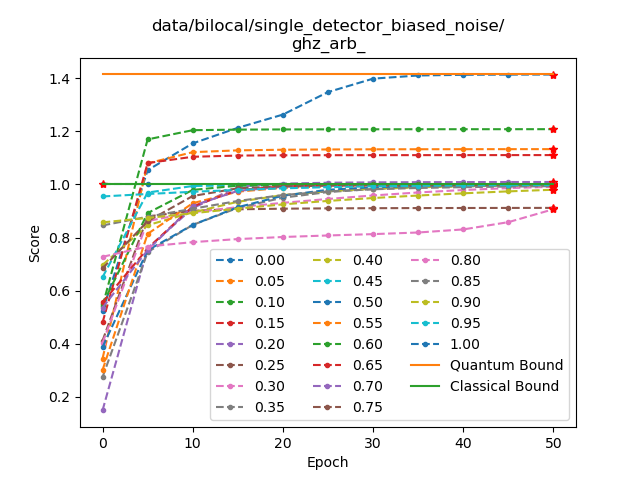 data/bilocal/single_detector_biased_noise/
ghz_arb_
Score
1.4
1.2
1.0
0.8
0.6
0.4
0.2
0.00 0.40 0.80
0.05 0.45 0.85
0.10 0.50 0.90
0.15 0.55 0.95
0.20 0.60 1.00
0.25 0.65 Quantum Bound
0.30 0.70 Classical Bound
0.35 0.75
0 10 20 30 40 50
Epoch